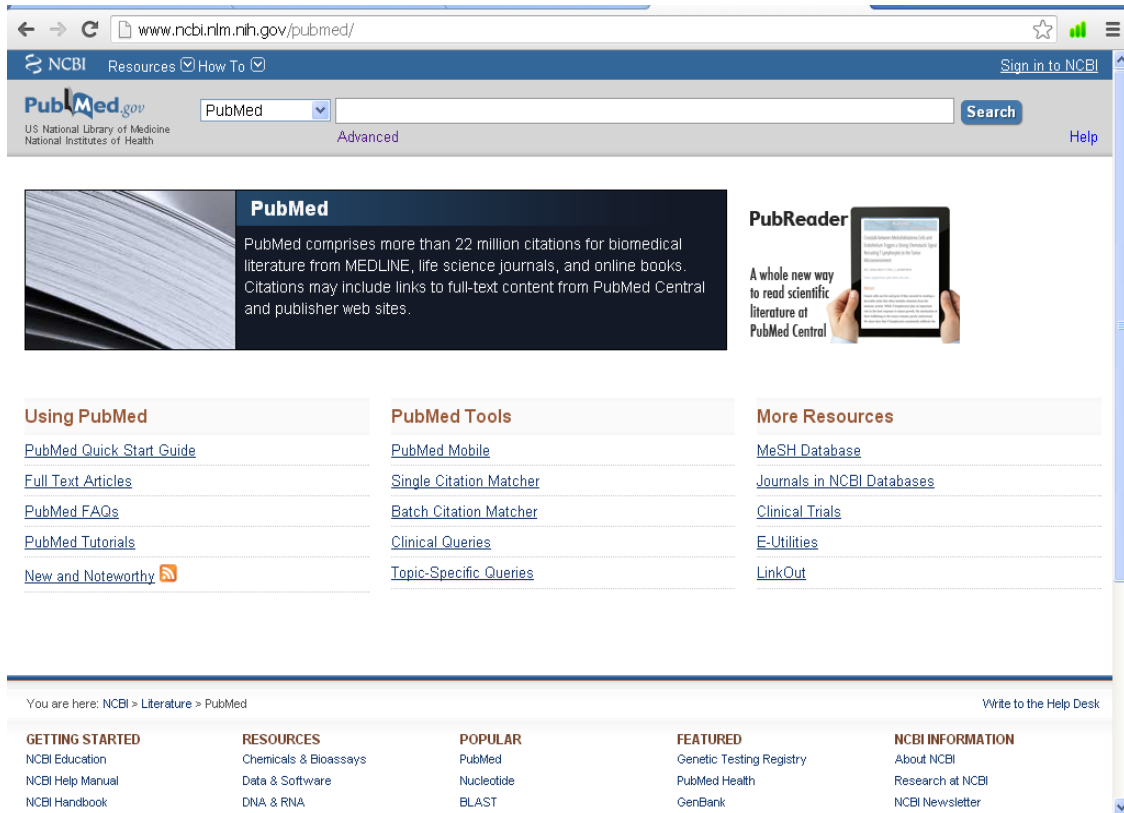 www.ncbi.nlm.nih.gov/pubmed/
NCBI Resources How To Sign in to NCBI
PubMed.gov
US National Library of Medicine
National Institutes of Health
PubMed Search
Advanced Help
PubMed
PubMed comprises more than 22 million citations for biomedical
literature from MEDLINE, life science journals, and online books.
Citations may include links to full-text content from PubMed Central
and publisher web sites.
PubReader
A whole new way
to read scientific
literature at
PubMed Central
Using PubMed
PubMed Quick Start Guide
Full Text Articles
PubMed FAQs
PubMed Tutorials
New and Noteworthy
PubMed Tools
PubMed Mobile
Single Citation Matcher
Batch Citation Matcher
Clinical Queries
Topic-Specific Queries
More Resources
MeSH Database
Journals in NCBI Databases
Clinical Trials
E-Utilities
LinkOut
You are here: NCBI > Literature > PubMed Write to the Help Desk
GETTING STARTED
NCBI Education
NCBI Help Manual
NCBI Handbook
RESOURCES
Chemicals & Bioassays
Data & Software
DNA & RNA
POPULAR
PubMed
Nucleotide
BLAST
FEATURED
Genetic Testing Registry
PubMed Health
GenBank
NCBI INFORMATION
About NCBI
Research at NCBI
NCBI Newsletter